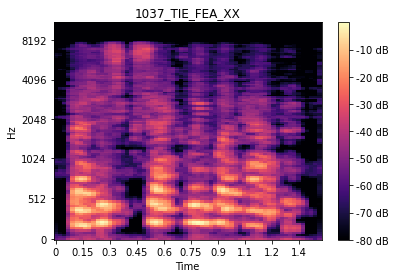 1037_TIE_FEA_XX
8192
4096
2048
1024
512
0
Hz
0 0.15 0.3 0.45 0.6 0.75 0.9 1.1 1.2 1.4
Time
-10 dB
-20 dB
-30 dB
-40 dB
-50 dB
-60 dB
-70 dB
-80 dB